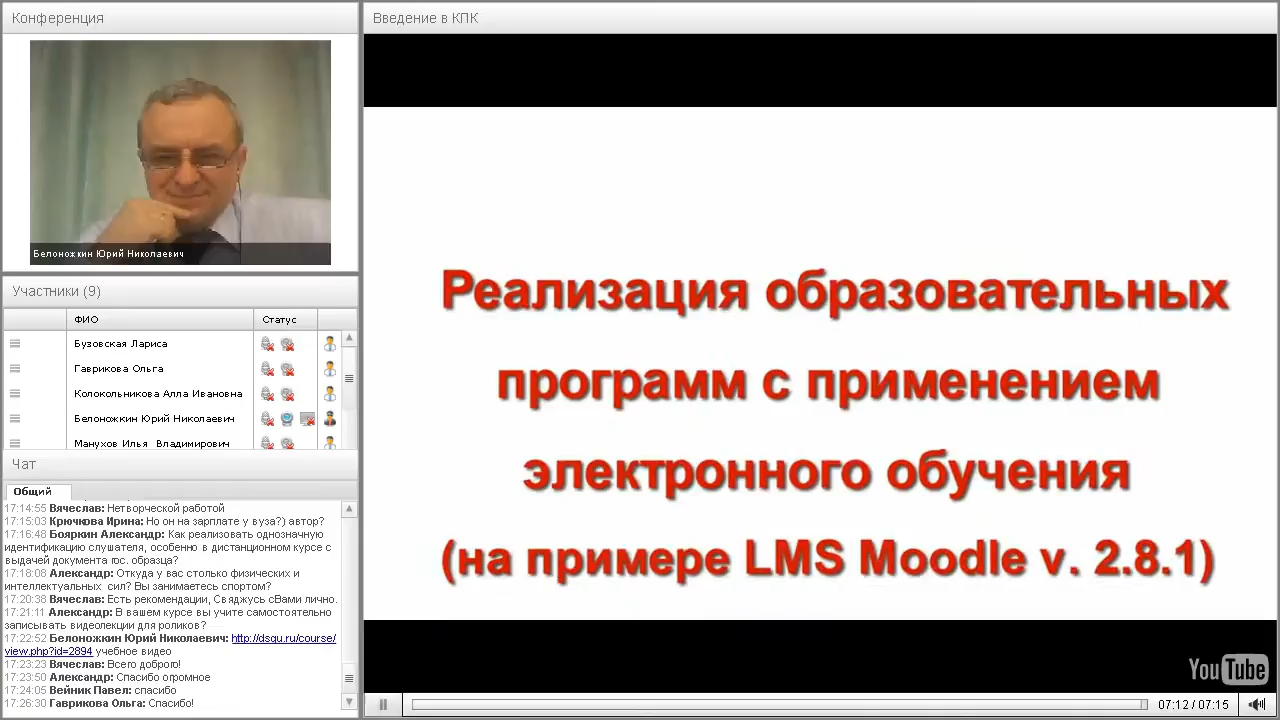 Конференция
Введение в КПК
Белоножкин Юрий Николаевич
Участники (9)
ФИО
Статус
Бузовская Лариса
Гаврикова Ольга
Колокольникова Алла Ивановна
Белоножкин Юрий Николаевич
Манухов Илья Владимирович
Чат
Общий
17:14:55 Вячеслав: Нетворческой работой
17:15:03 Крючкова Ирина: Но он на зарплате у вуза?) автор?
17:16:48 Бояркин Александр: Как реализовать однозначную
идентификацию слушателя, особенно в дистанционном курсе с
выдачей документа гос. образца?
17:18:08 Александр: Откуда у вас столько физических и
интеллектуальных сил? Вы занимаетесь спортом?
17:20:38 Вячеслав: Есть рекомендации, Свяджусь сВами лично.
17:21:11 Александр: В вашем курсе вы учите самостоятельно
записывать видеолекции для роликов?
17:22:52 Белоножкин Юрий Николаевич: http://dsgu.ru/course/
view.php?id=2894 учебное видео
17:23:23 Вячеслав: Всего доброго!
17:23:50 Александр: Спасибо огромное
17:24:05 Вейник Павел: спасибо
17:26:30 Гаврикова Ольга: Спасибо!
Реализация образовательных
программ с применением
электронного обучения
(на примере LMS Moodle v. 2.8.1)
YouTube
07:12 / 07:15